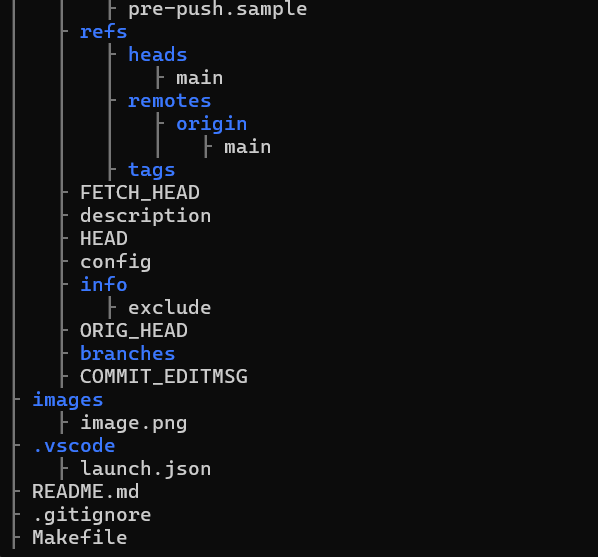 pre-push.sample
refs
heads
main
remotes
origin
main
tags
FETCH_HEAD
description
HEAD
config
info
exclude
ORIG_HEAD
branches
COMMIT_EDITMSG
images
image.png
.vscode
launch.json
README.md
.gitignore
Makefile